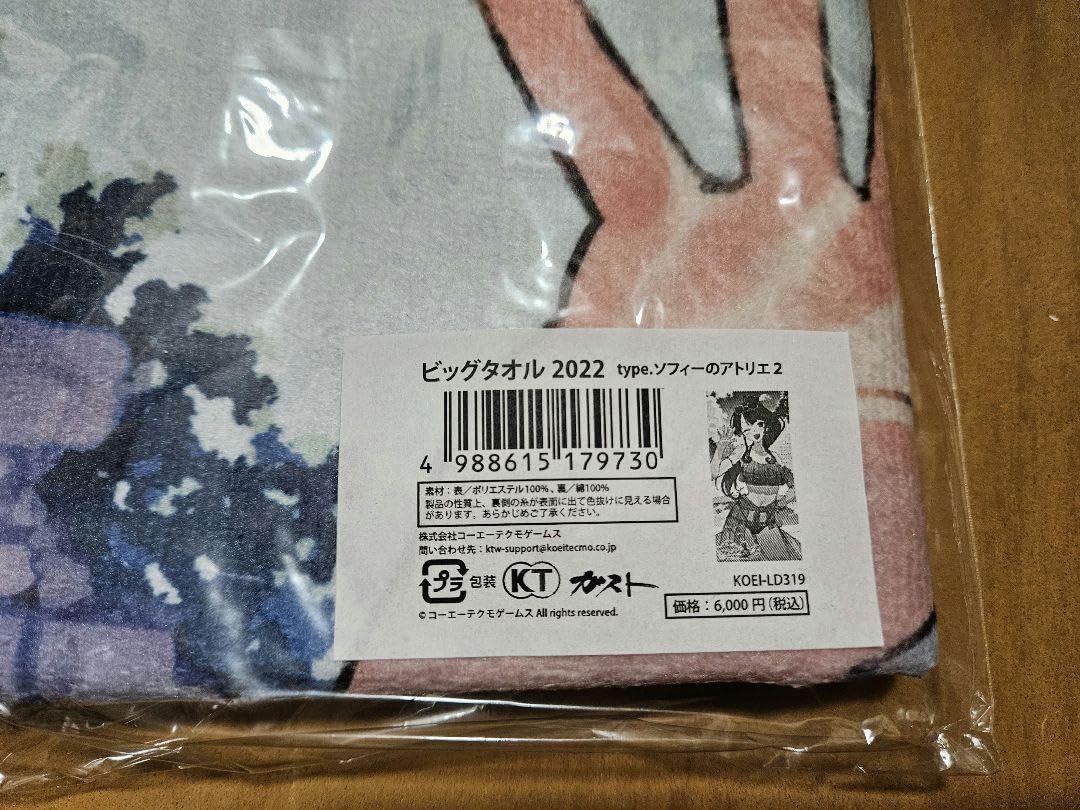 ビッグタオル 2022 type.ソフィーのアトリエ2
4 988615 179730
素材:表/ポリエステル100%、裏/綿100%
製品の性質上、裏側の糸が表面に出て色抜けに見える場合
があります。あらかじめご了承ください。
株式会社コーエーテクモゲームス
問い合わせ先:ktw-support@koeitecmo.co.jp
プラ 包装 KT ガスト
© コーエーテクモゲームス All rights reserved.
KOEI-LD319
価格:6,000円(税込)